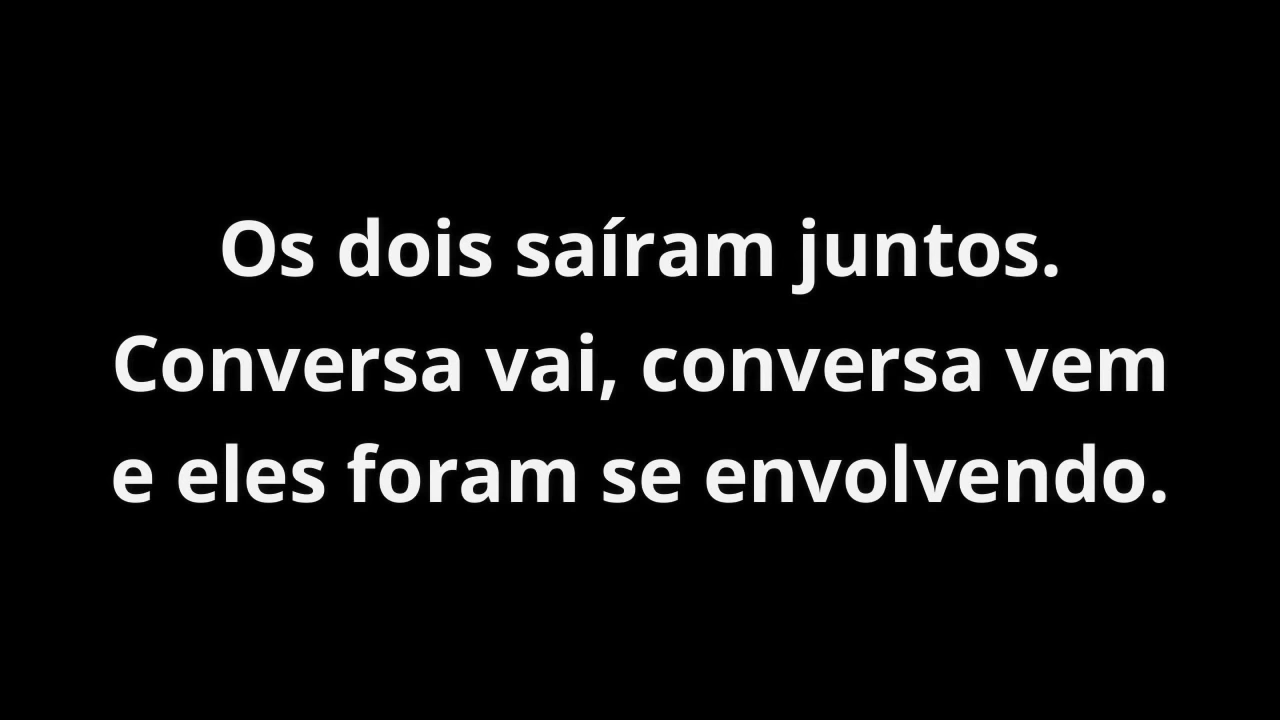 Os dois saíram juntos.
Conversa vai, conversa vem
e eles foram se envolvendo.